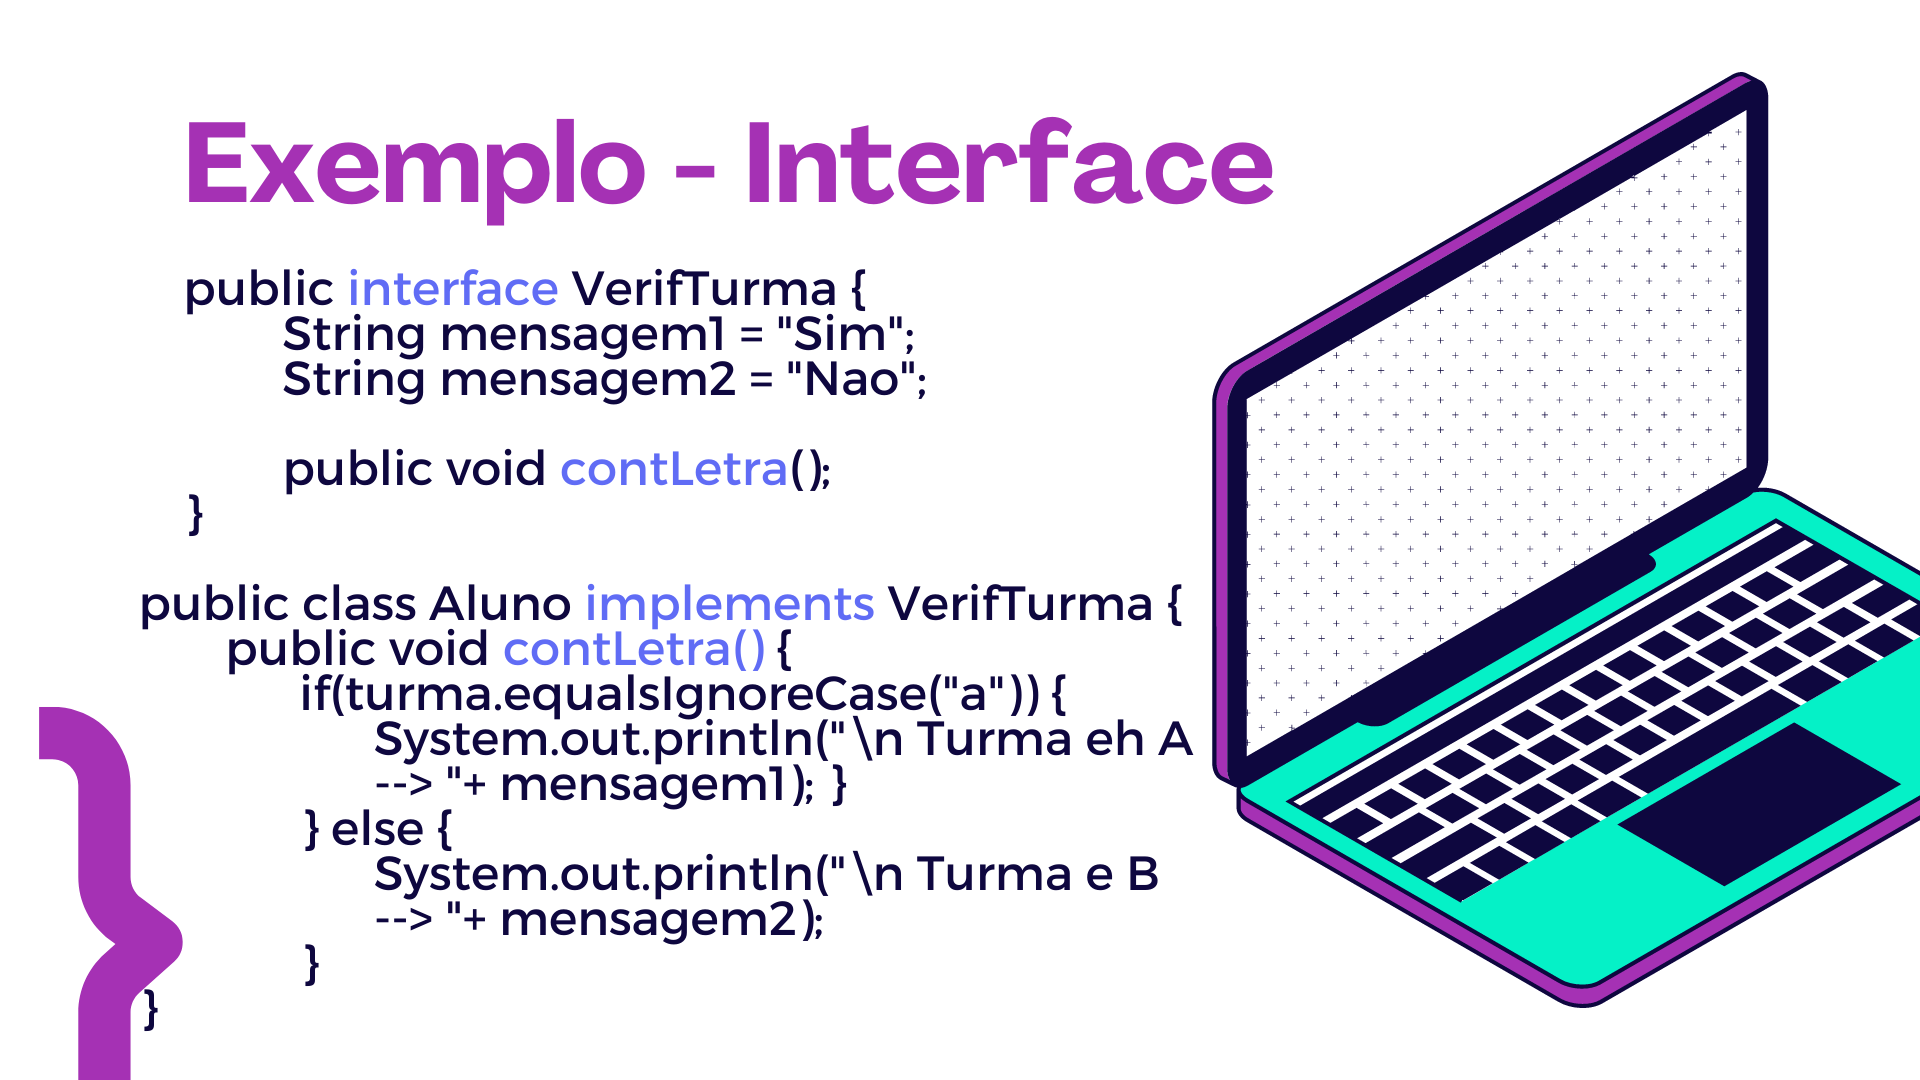 Exemplo - Interface
public interface VerifTurma {
String mensagem1 = "Sim";
String mensagem2 = "Nao";
public void contLetra();
}
public class Aluno implements VerifTurma {
public void contLetra() {
if(turma.equalsIgnoreCase("a")) {
System.out.println("\n Turma eh A
--> "+ mensagem1); }
} else {
System.out.println("\n Turma e B
--> "+ mensagem2);
}
}